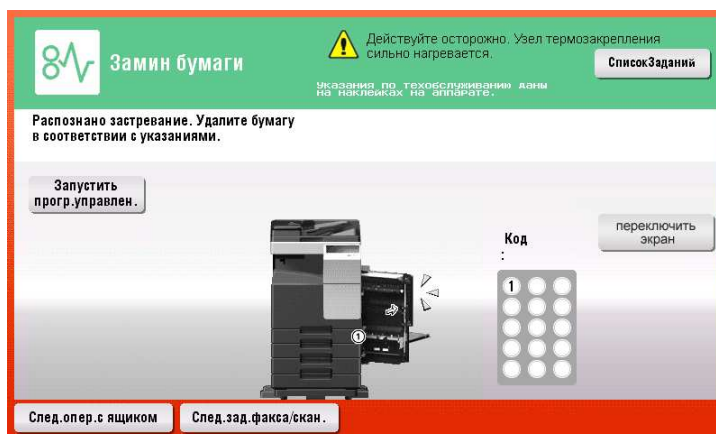 Замин бумаги
Действуйте осторожно. Узел термозакрепления
сильно нагревается.
СписокЗаданий
Указания по техобслуживанию даны
на наклейках на аппарате.
Распознано застревание. Удалите бумагу
в соответствии с указаниями.
Запустить
прогр.управлен.
переключить
экран
Код
:
1
1
След.опер.с ящиком
След.зад.факса/скан.